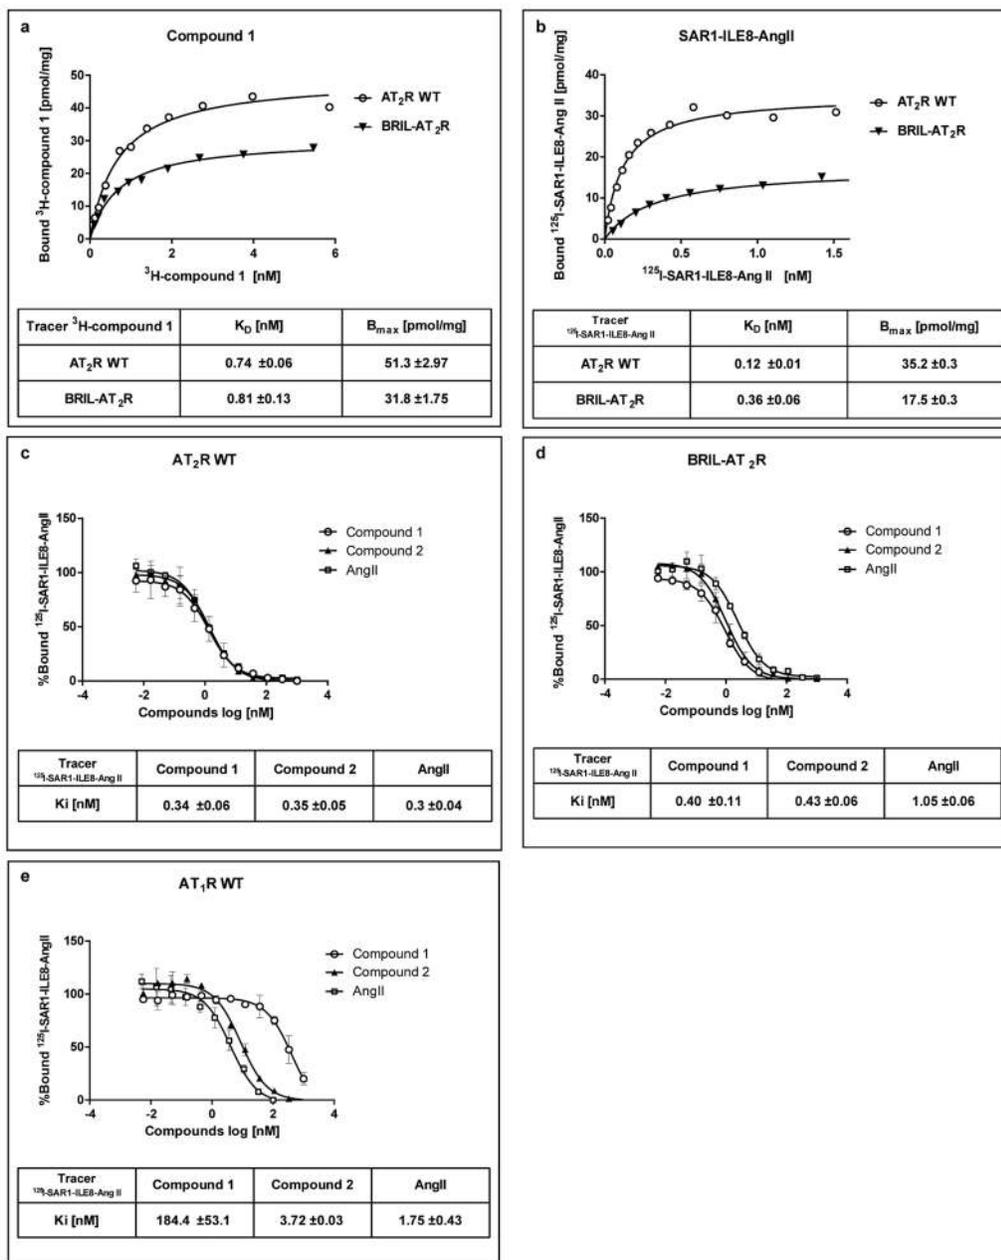 a
Compound 1
Bound ³H-compound 1 [pmol/mg]
50
40
30
20
10
0
0 2 4 6
³H-compound 1 [nM]
AT₂R WT
BRIL-AT₂R
Tracer ³H-compound 1 K_D [nM] B_max [pmol/mg]
AT₂R WT 0.74 ±0.06 51.3 ±2.97
BRIL-AT₂R 0.81 ±0.13 31.8 ±1.75
b
SAR1-ILE8-AngII
Bound ¹²⁵I-SAR1-ILE8-Ang II [pmol/mg]
40
30
20
10
0
0.0 0.5 1.0 1.5
¹²⁵I-SAR1-ILE8-Ang II [nM]
AT₂R WT
BRIL-AT₂R
Tracer
¹²⁵I-SAR1-ILE8-Ang II K_D [nM] B_max [pmol/mg]
AT₂R WT 0.12 ±0.01 35.2 ±0.3
BRIL-AT₂R 0.36 ±0.06 17.5 ±0.3
c
AT₂R WT
%Bound ¹²⁵I-SAR1-ILE8-AngII
150
100
50
0
-4 -2 0 2 4
Compounds log [nM]
Compound 1
Compound 2
AngII
Tracer
¹²⁵I-SAR1-ILE8-Ang II Compound 1 Compound 2 AngII
Ki [nM] 0.34 ±0.06 0.35 ±0.05 0.3 ±0.04
d
BRIL-AT ₂R
%Bound ¹²⁵I-SAR1-ILE8-AngII
150
100
50
0
-4 -2 0 2 4
Compounds log [nM]
Compound 1
Compound 2
AngII
Tracer
¹²⁵I-SAR1-ILE8-Ang II Compound 1 Compound 2 AngII
Ki [nM] 0.40 ±0.11 0.43 ±0.06 1.05 ±0.06
e
AT₁R WT
%Bound ¹²⁵I-SAR1-ILE8-AngII
150
100
50
0
-4 -2 0 2 4
Compounds log [nM]
Compound 1
Compound 2
AngII
Tracer
¹²⁵I-SAR1-ILE8-Ang II Compound 1 Compound 2 AngII
Ki [nM] 184.4 ±53.1 3.72 ±0.03 1.75 ±0.43